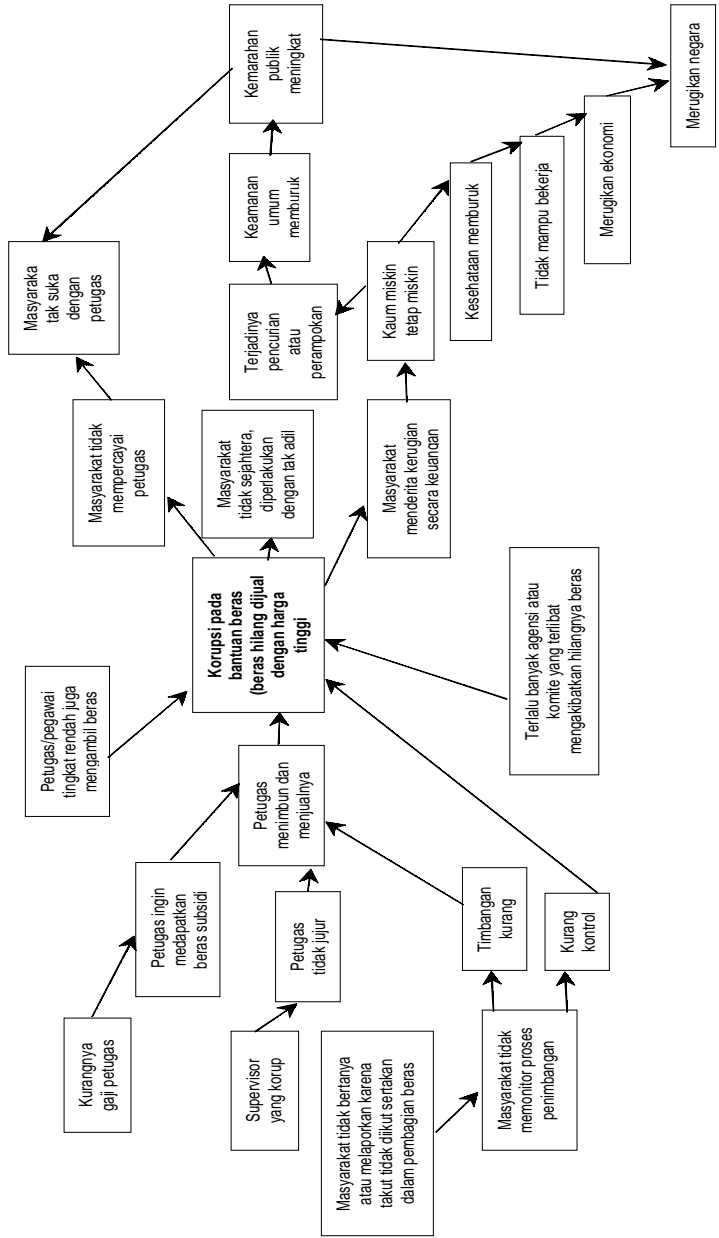 Kurangnya
gaji petugas
Petugas ingin
medapatkan
beras subsidi
Petugas/pegawai
tingkat rendah juga
mengambil beras
Supervisor
yang korup
Petugas
tidak jujur
Petugas
menimbun dan
menjualnya
Masyarakat tidak bertanya
atau melaporkan karena
takut tidak diikut sertakan
dalam pembagian beras
Masyarakat tidak
memonitor proses
penimbangan
Timbangan
kurang
Kurang
kontrol
Terlalu banyak agensi atau
komite yang terlibat
mengakibatkan hilangnya beras
Korupsi pada
bantuan beras
(beras hilang dijual
dengan harga
tinggi
Masyarakat tidak
mempercayai
petugas
Masyaraka
tak suka
dengan
petugas
Masyarakat
tidak sejahtera,
diperlakukan
dengan tak adil
Masyarakat
menderita kerugian
secara keuangan
Terjadinya
pencurian
atau
perampokan
Keamanan
umum
memburuk
Kemarahan
publik
meningkat
Kaum miskin
tetap miskin
Kesehataan memburuk
Tidak mampu bekerja
Merugikan ekonomi
Merugikan negara